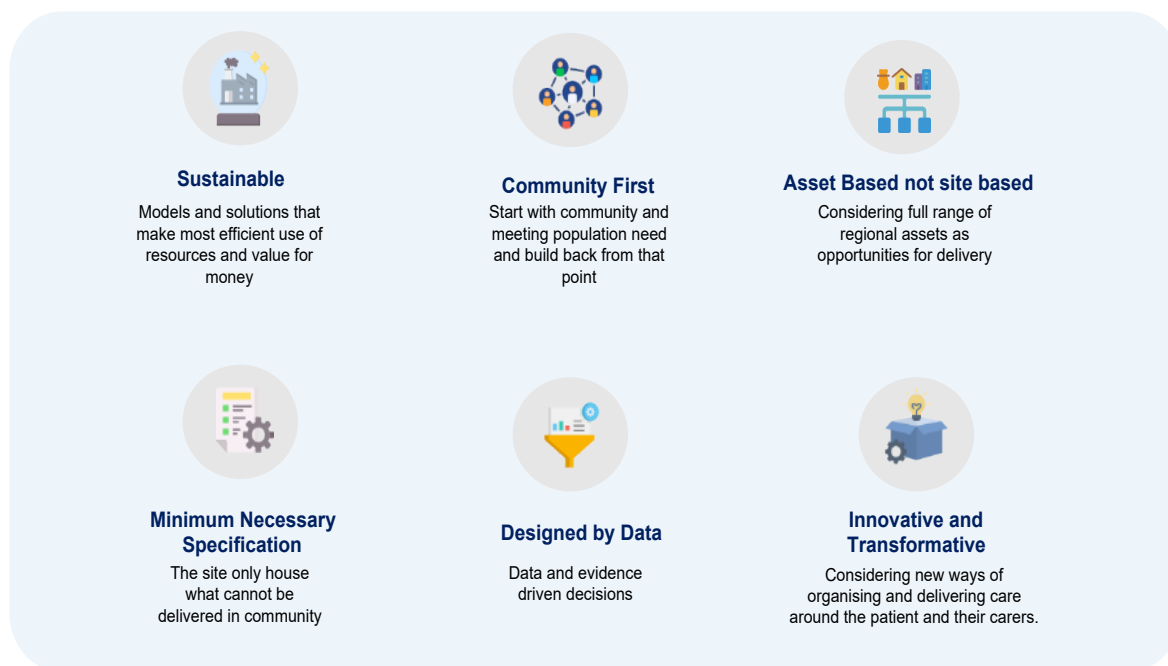 Sustainable
Models and solutions that
make most efficient use of
resources and value for
money
Community First
Start with community and
meeting population need
and build back from that
point
Asset Based not site based
Considering full range of
regional assets as
opportunities for delivery
Minimum Necessary
Specification
The site only house
what cannot be
delivered in community
Designed by Data
Data and evidence
driven decisions
Innovative and
Transformative
Considering new ways of
organising and delivering care
around the patient and their carers.